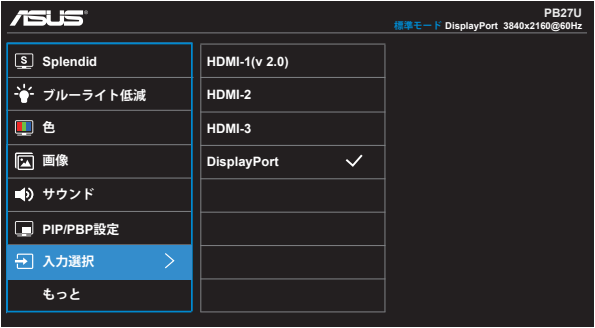 ASUS
PB27U
標準モード DisplayPort 3840x2160@60Hz
S Splendid
ブルーライト低減
色
画像
サウンド
PIP/PBP設定
入力選択
もっと
HDMI-1(v 2.0)
HDMI-2
HDMI-3
DisplayPort